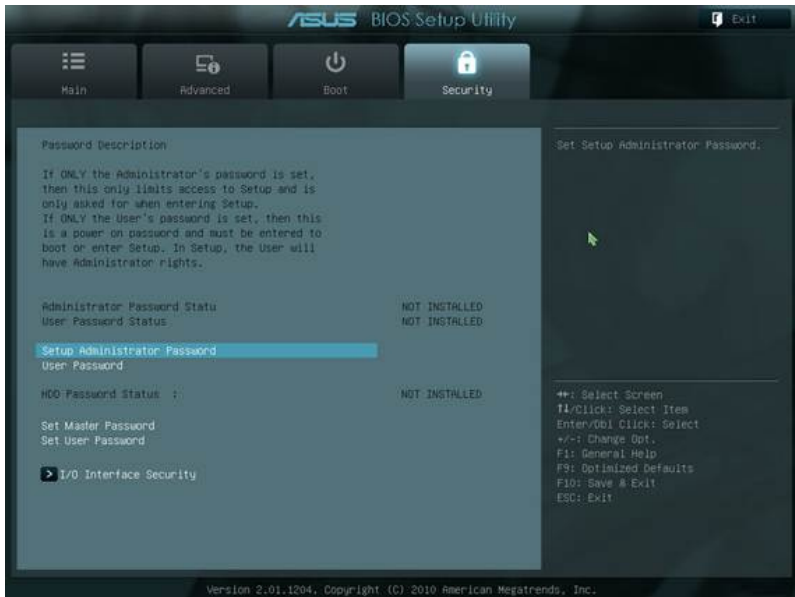 ASUS BIOS Setup Utility
Exit
Main
Advanced
Boot
Security
Password Description
If ONLY the Administrator's password is set,
then this only limits access to Setup and is
only asked for when entering Setup.
If ONLY the User's password is set, then this
is a power on password and must be entered to
boot or enter Setup. In Setup, the User will
have Administrator rights.
Administrator Password Statu NOT INSTALLED
User Password Status NOT INSTALLED
Setup Administrator Password
User Password
HDD Password Status : NOT INSTALLED
Set Master Password
Set User Password
> I/O Interface Security
Set Setup Administrator Password.
→←: Select Screen
↑↓/Click: Select Item
Enter/Dbl Click: Select
+/-: Change Opt.
F1: General Help
F9: Optimized Defaults
F10: Save & Exit
ESC: Exit
Version 2.01.1204. Copyright (C) 2010 American Megatrends, Inc.